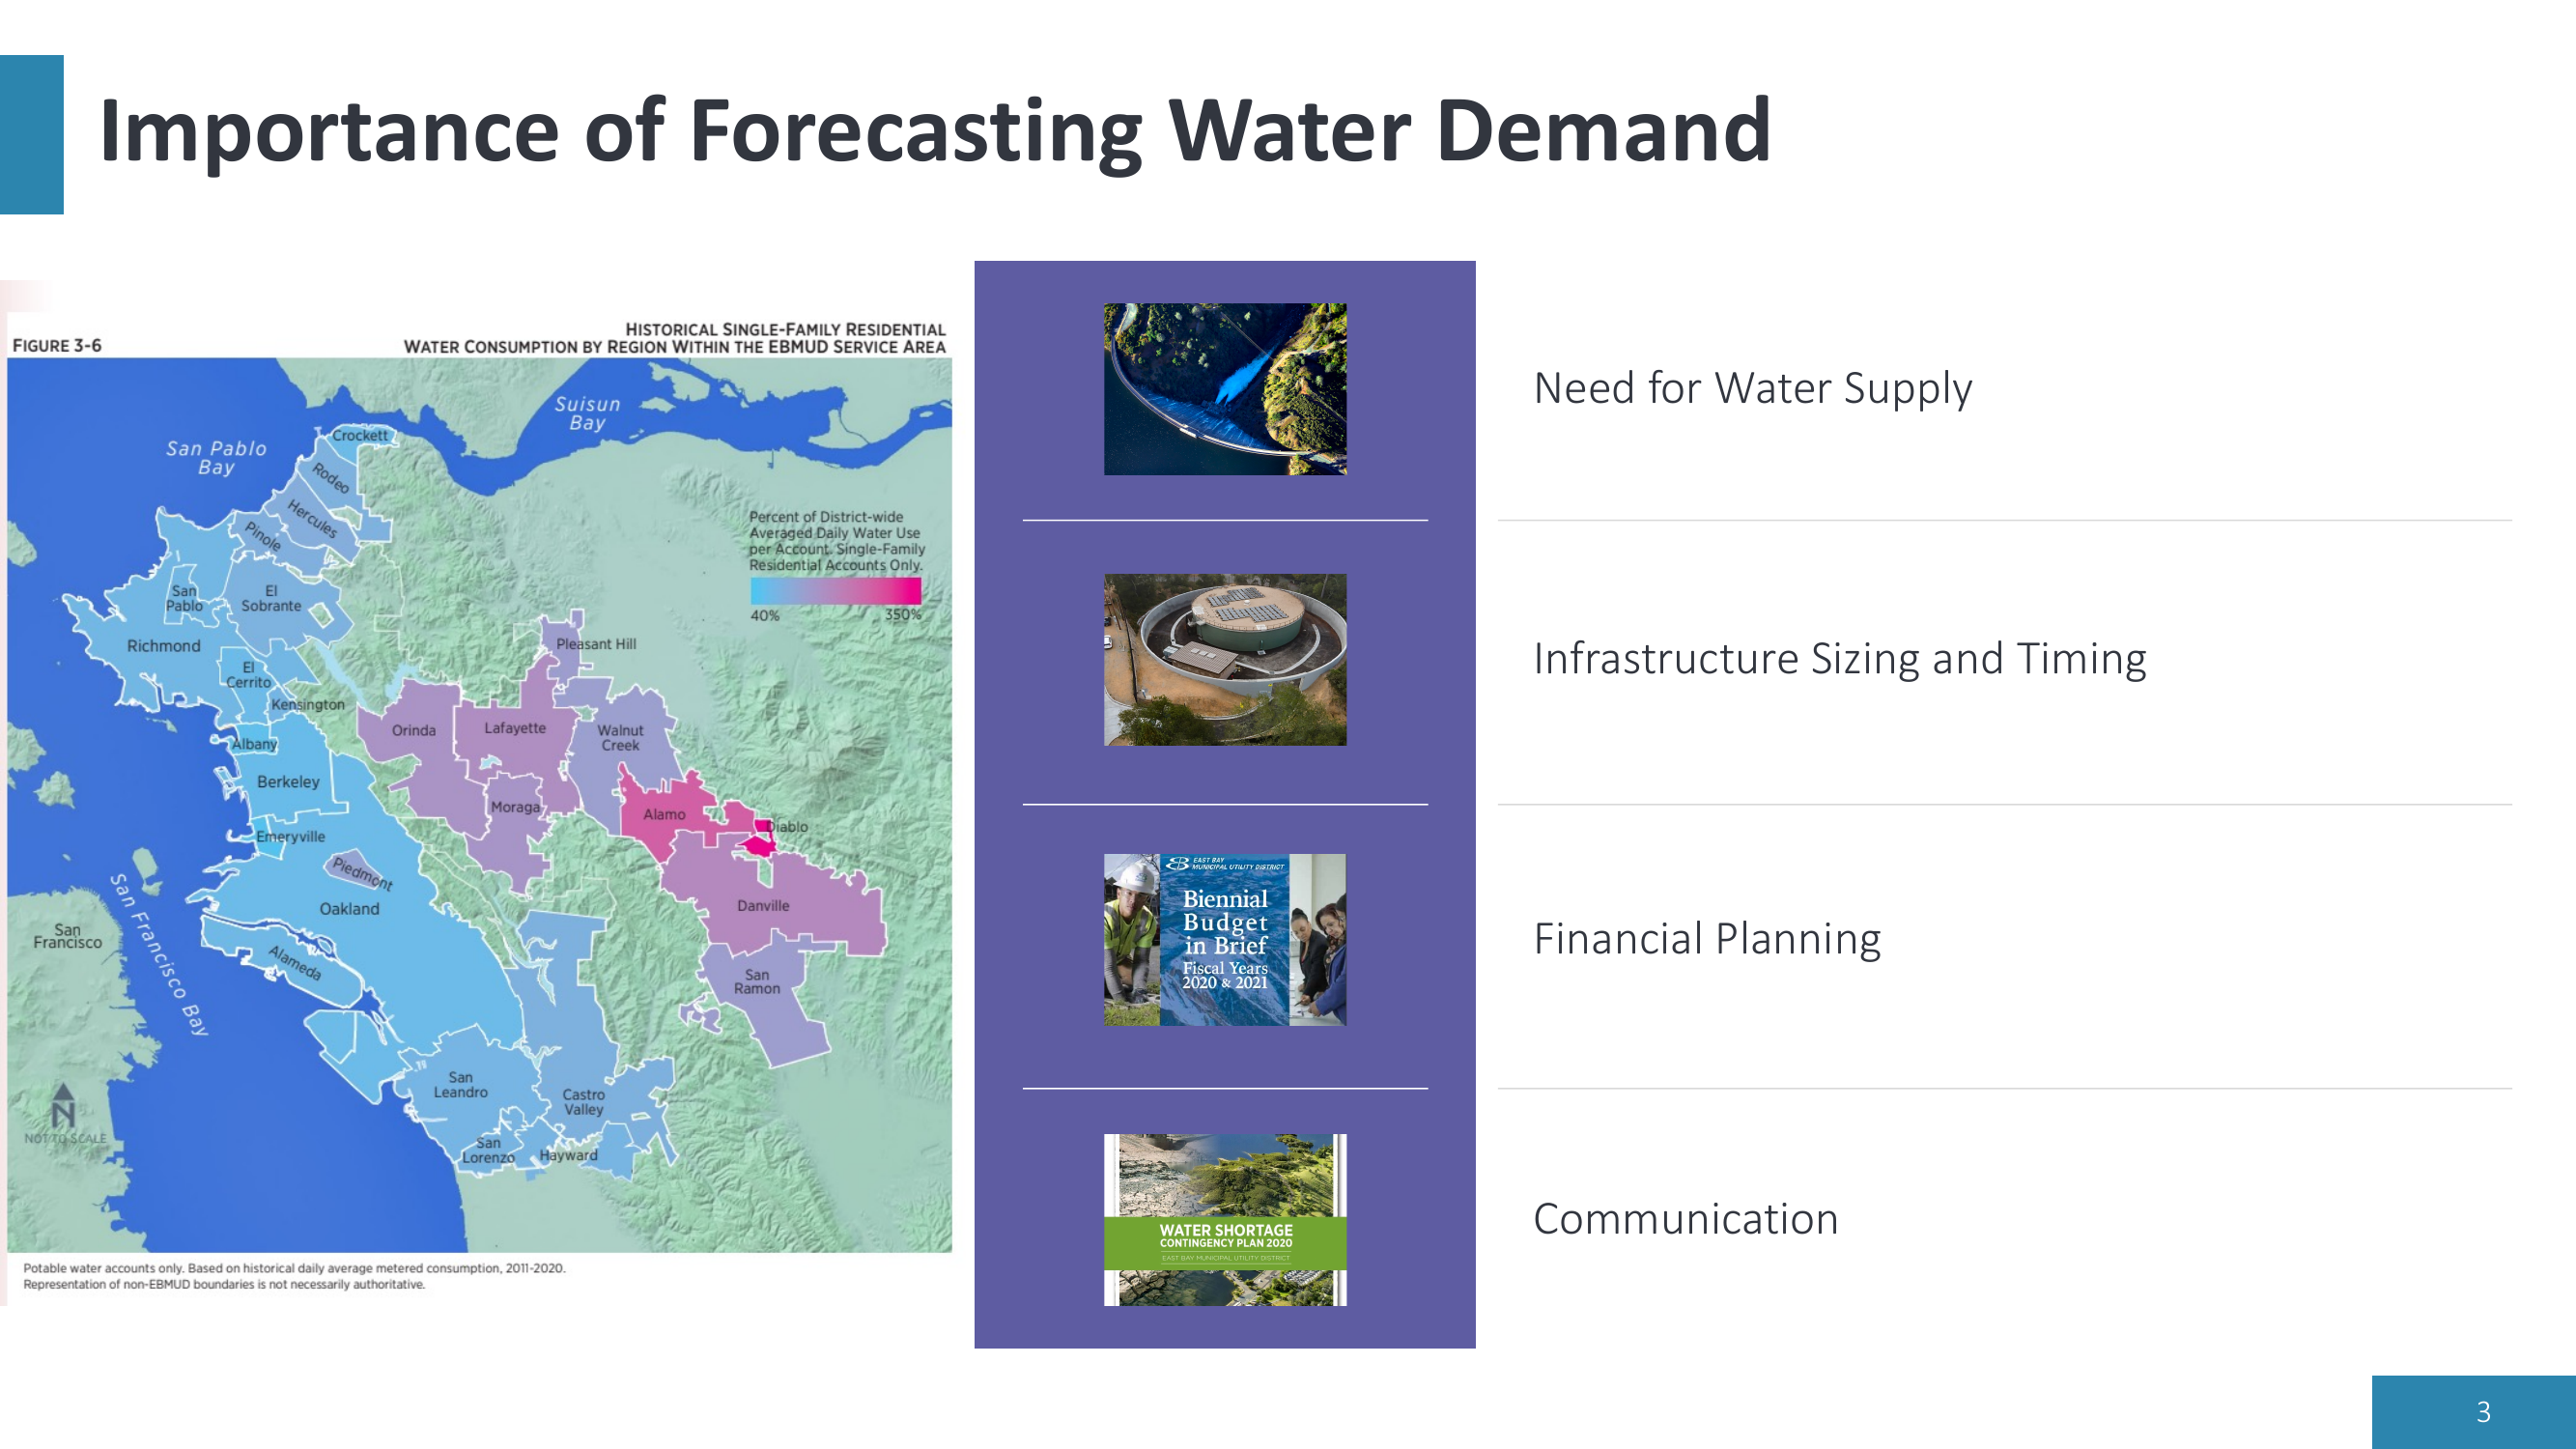 Importance of Forecasting Water Demand
FIGURE 3-6
HISTORICAL SINGLE-FAMILY RESIDENTIAL
WATER CONSUMPTION BY REGION WITHIN THE EBMUD SERVICE AREA
Suisun
Bay
San Pablo
Bay
Crockett
Rodeo
Hercules
Pinole
Percent of District-wide
Averaged Daily Water Use
per Account. Single-Family
Residential Accounts Only.
40%
350%
San
Pablo
El
Sobrante
Richmond
El
Cerrito
Kensington
Albany
Berkeley
Emeryville
Piedmont
Oakland
Alameda
Pleasant Hill
Orinda
Lafayette
Walnut
Creek
Moraga
Alamo
Diablo
Danville
San
Ramon
San
Francisco
San Francisco Bay
San
Leandro
Castro
Valley
San
Lorenzo
Hayward
N
NOT TO SCALE
Potable water accounts only. Based on historical daily average metered consumption, 2011-2020.
Representation of non-EBMUD boundaries is not necessarily authoritative.
Need for Water Supply
Infrastructure Sizing and Timing
EAST BAY
MUNICIPAL UTILITY DISTRICT
Biennial
Budget
in Brief
Fiscal Years
2020 & 2021
Financial Planning
WATER SHORTAGE
CONTINGENCY PLAN 2020
EAST BAY MUNICIPAL UTILITY DISTRICT
Communication
3